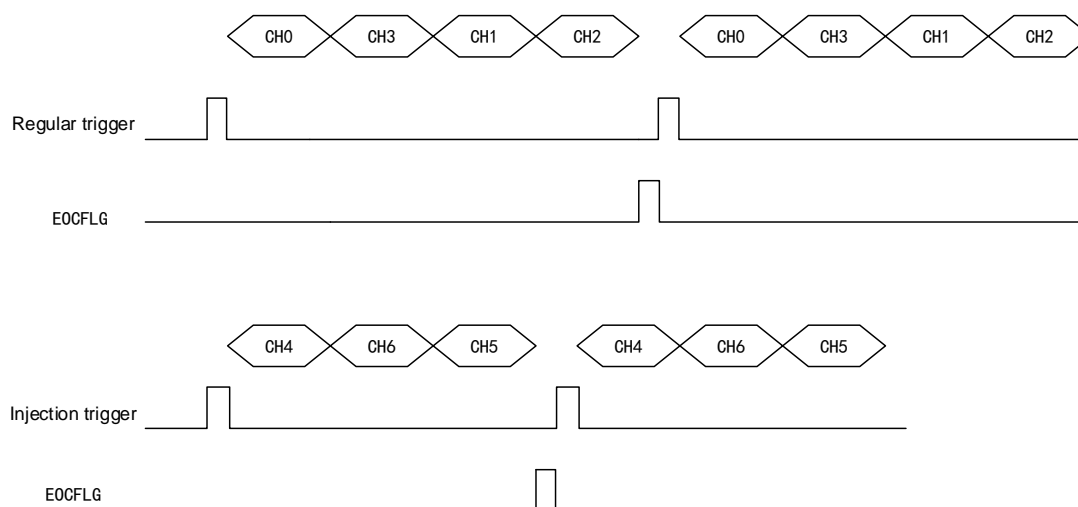 CH0 CH3 CH1 CH2 CH0 CH3 CH1 CH2
Regular trigger
EOCFLG
CH4 CH6 CH5 CH4 CH6 CH5
Injection trigger
EOCFLG